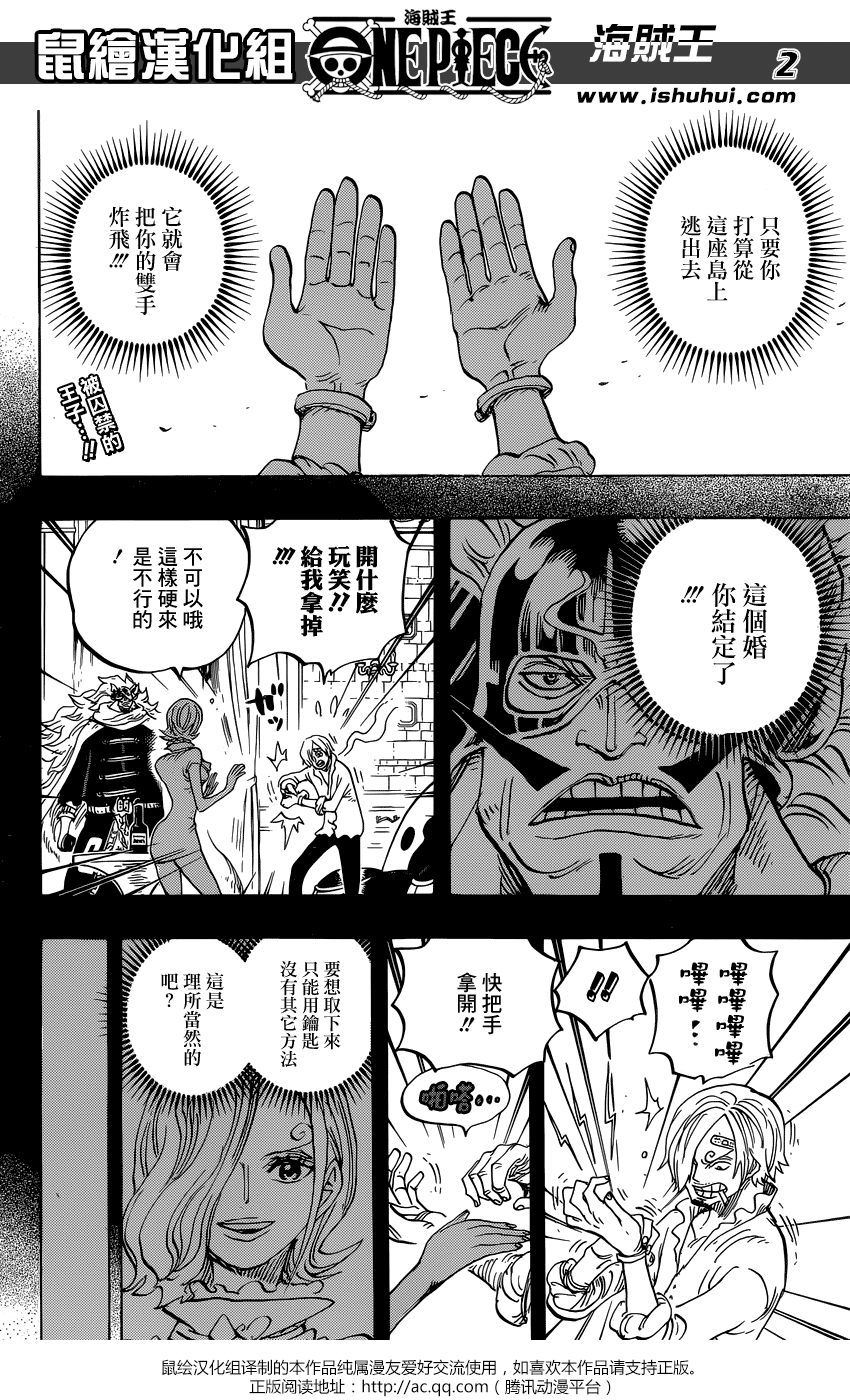 鼠繪漢化組
海賊王
ONE PIECE
海賊王
2
www.ishuhui.com
只要你
打算從
這座島上
逃出去
它就會
把你的雙手
炸飛!!!
被囚禁的
王子…!!
這個婚
你結定了
!!!
開什麼
玩笑!!
給我拿掉
!!!
不可以哦
這樣硬來
是不行的
!
ガッ
嗶嗶嗶嗶
嗶嗶…
!!
快把手
拿開!!
啪嗒…
要想取下來
只能用鑰匙
沒有其它方法
這是
理所當然的
吧？
鼠绘汉化组译制的本作品纯属漫友爱好交流使用，如喜欢本作品请支持正版。
正版阅读地址：http://ac.qq.com（腾讯动漫平台）